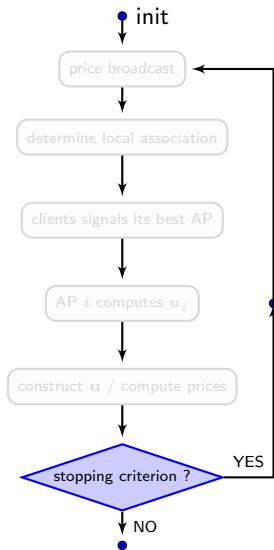 init
price broadcast
determine local association
clients signals its best AP
AP i computes u_i
construct u / compute prices
stopping criterion ?
YES
NO